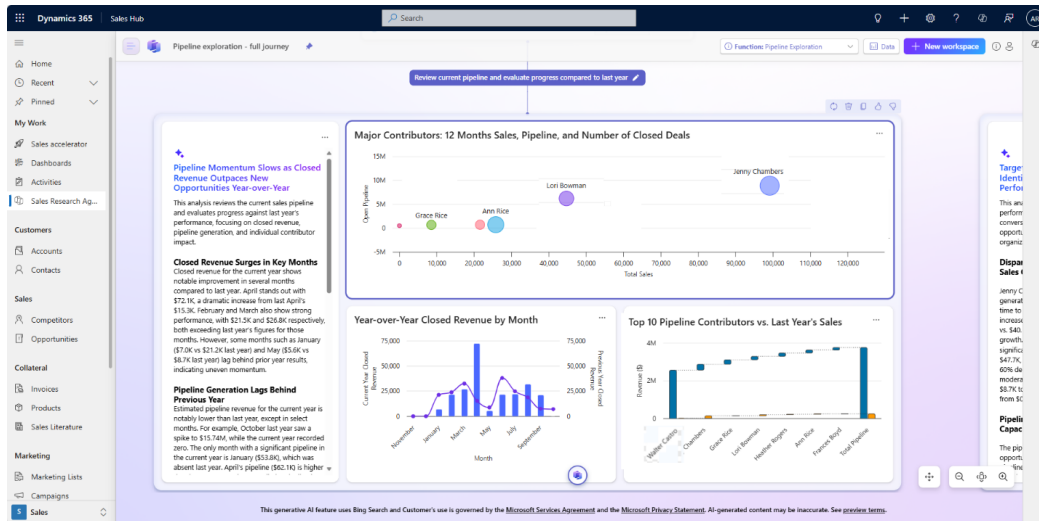 Dynamics 365
Sales Hub
Search
AR
Home
Recent
Pinned
My Work
Sales accelerator
Dashboards
Activities
Sales Research Ag...
Customers
Accounts
Contacts
Sales
Competitors
Opportunities
Collateral
Invoices
Products
Sales Literature
Marketing
Marketing Lists
Campaigns
S Sales
Pipeline exploration - full journey
Function: Pipeline Exploration
Data
+ New workspace
Review current pipeline and evaluate progress compared to last year
Pipeline Momentum Slows as Closed
Revenue Outpaces New
Opportunities Year-over-Year
This analysis reviews the current sales pipeline
and evaluates progress against last year's
performance, focusing on closed revenue,
pipeline generation, and individual contributor
impact.
Closed Revenue Surges in Key Months
Closed revenue for the current year shows
notable improvement in several months
compared to last year. April stands out with
$72.1K, a dramatic increase from last April's
$15.3K. February and March also show strong
performance, with $21.5K and $26.8K respectively,
both exceeding last year's figures for those
months. However, some months such as January
($7.0K vs $21.2K last year) and May ($5.6K vs
$8.7K last year) lag behind prior year results,
indicating uneven momentum.
Pipeline Generation Lags Behind
Previous Year
Estimated pipeline revenue for the current year is
notably lower than last year, except in select
months. For example, October last year saw a
spike to $15.74M, while the current year recorded
zero. The only month with a significant pipeline in
the current year is January ($53.8K), which was
absent last year. April's pipeline ($62.1K) is higher
Major Contributors: 12 Months Sales, Pipeline, and Number of Closed Deals
15M
10M
5M
0
-5M
Open Pipeline
Grace Rice
Ann Rice
Lori Bowman
Jenny Chambers
0 10,000 20,000 30,000 40,000 50,000 60,000 70,000 80,000 90,000 100,000 110,000 120,000
Total Sales
Year-over-Year Closed Revenue by Month
75,000
50,000
25,000
0
Current Year Closed
Revenue
75,000
50,000
25,000
0
Previous Year Closed
Revenue
November
January
March
May
July
September
Month
Top 10 Pipeline Contributors vs. Last Year's Sales
4M
2M
0
Revenue ($)
Walter Castro
Chambers
Grace Rice
Lori Bowman
Heather Rogers
Ann Rice
Frances Boyd
Total Pipeline
Target
Identi
Perfor
This ana
perform
convers
opportu
organiz
Dispar
Sales C
Jenny C
generat
time to
increase
vs. $40.
growth.
significa
$47.7K,
60% de
modera
$8.7K to
from $0
Pipelin
Capac
The pip
opportu
This generative AI feature uses Bing Search and Customer's use is governed by the Microsoft Services Agreement and the Microsoft Privacy Statement. AI-generated content may be inaccurate. See preview terms.